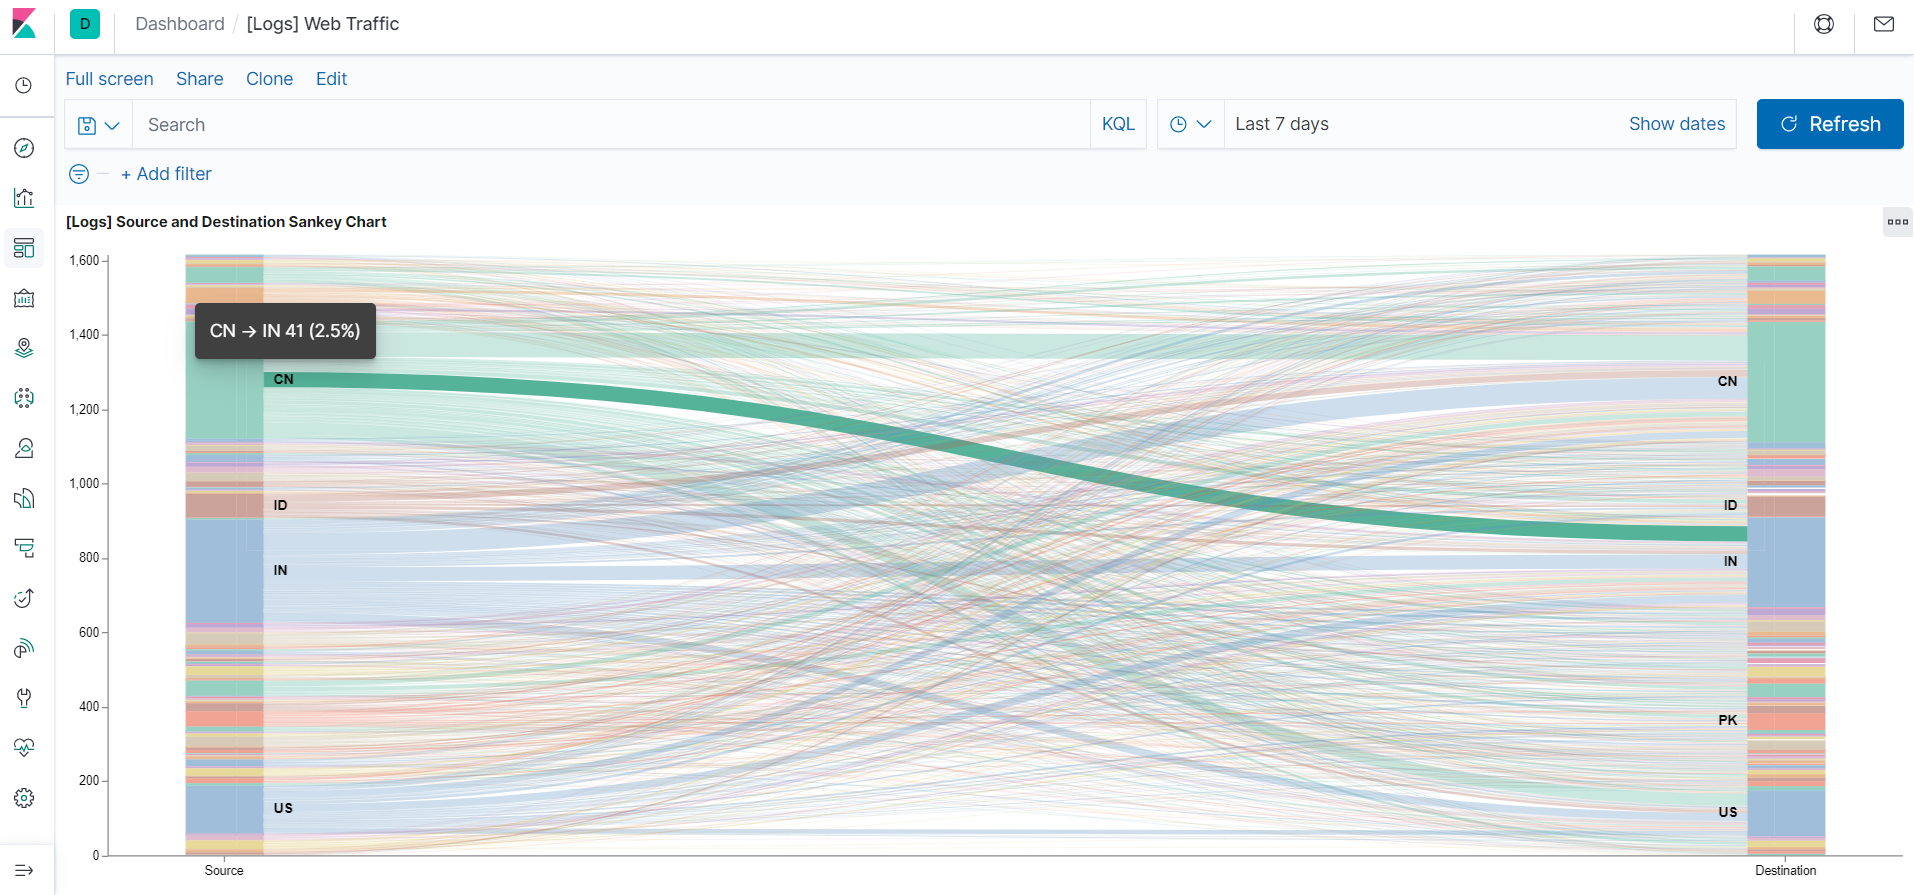 D Dashboard / [Logs] Web Traffic
Full screen Share Clone Edit
Search KQL Last 7 days Show dates Refresh
+ Add filter
[Logs] Source and Destination Sankey Chart
1,600
1,400
1,200
1,000
800
600
400
200
0
CN → IN 41 (2.5%)
CN
ID
IN
US
CN
ID
IN
PK
US
Source
Destination